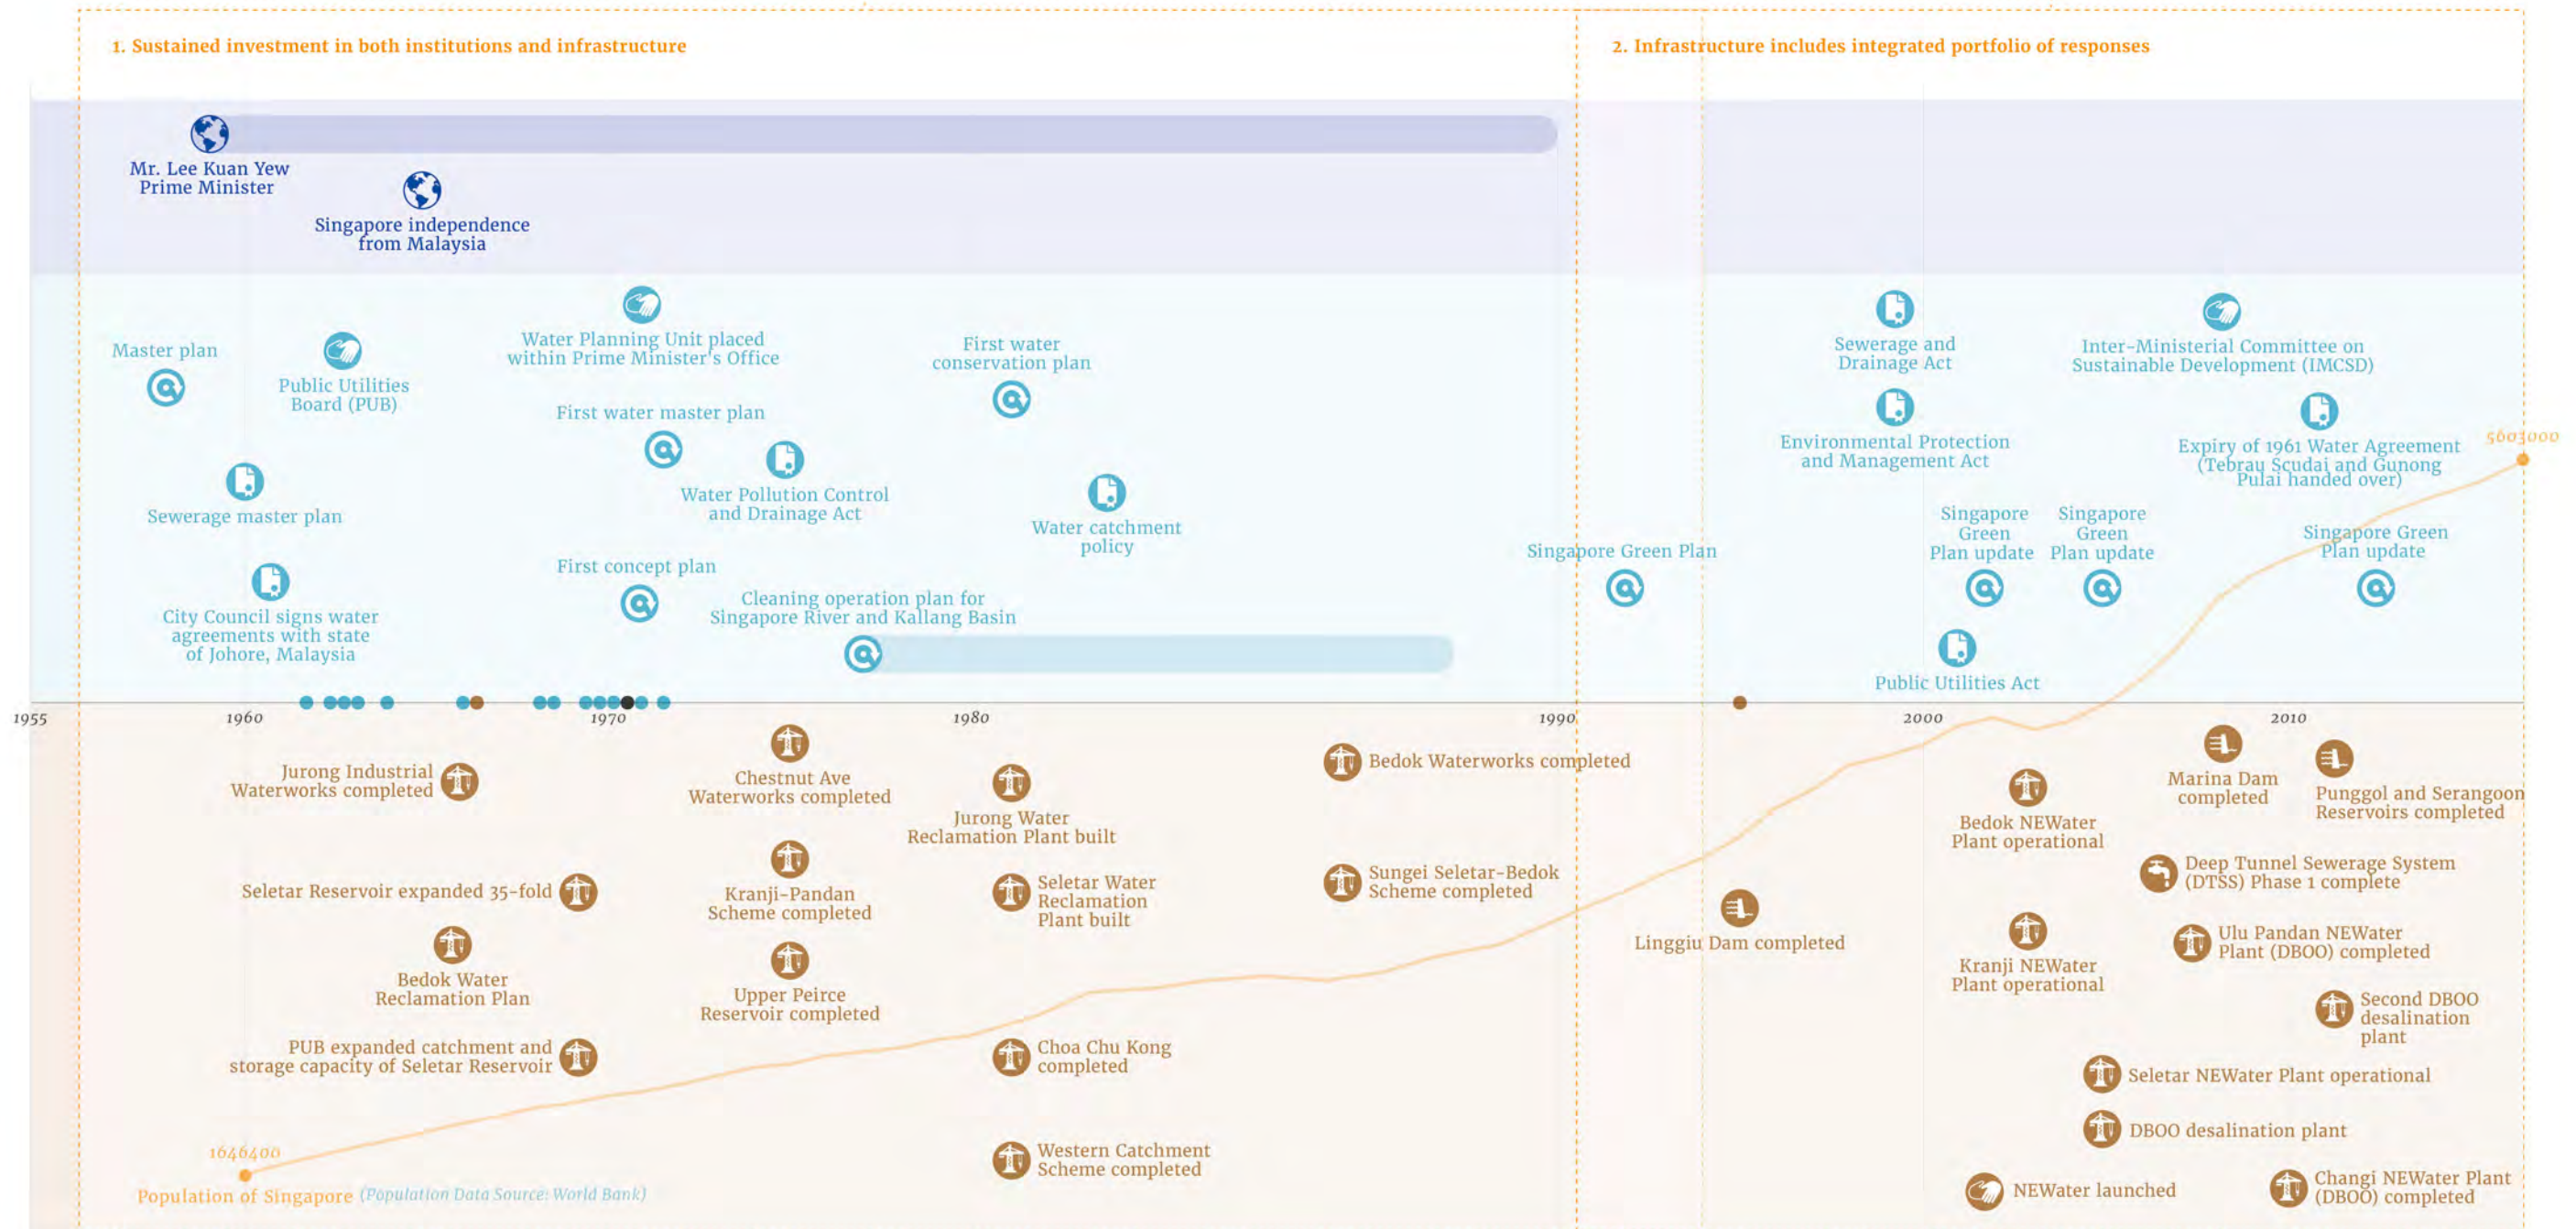 1. Sustained investment in both institutions and infrastructure
2. Infrastructure includes integrated portfolio of responses
Mr. Lee Kuan Yew
Prime Minister
Singapore independence
from Malaysia
Master plan
Public Utilities
Board (PUB)
Water Planning Unit placed
within Prime Minister's Office
First water master plan
First water
conservation plan
Sewerage master plan
Water Pollution Control
and Drainage Act
Water catchment
policy
City Council signs water
agreements with state
of Johore, Malaysia
First concept plan
Cleaning operation plan for
Singapore River and Kallang Basin
Singapore Green Plan
Sewerage and
Drainage Act
Environmental Protection
and Management Act
Inter-Ministerial Committee on
Sustainable Development (IMCSD)
Expiry of 1961 Water Agreement
(Tebrau Scudai and Gunong
Pulai handed over)
5603000
Singapore
Green
Plan update
Singapore
Green
Plan update
Singapore Green
Plan update
Public Utilities Act
1955
1960
1970
1980
1990
2000
2010
Jurong Industrial
Waterworks completed
Seletar Reservoir expanded 35-fold
Bedok Water
Reclamation Plan
PUB expanded catchment and
storage capacity of Seletar Reservoir
Chestnut Ave
Waterworks completed
Kranji-Pandan
Scheme completed
Upper Peirce
Reservoir completed
Jurong Water
Reclamation Plant built
Seletar Water
Reclamation
Plant built
Choa Chu Kong
completed
Western Catchment
Scheme completed
Bedok Waterworks completed
Sungei Seletar-Bedok
Scheme completed
Linggiu Dam completed
Bedok NEWater
Plant operational
Kranji NEWater
Plant operational
Marina Dam
completed
Punggol and Serangoon
Reservoirs completed
Deep Tunnel Sewerage System
(DTSS) Phase 1 complete
Ulu Pandan NEWater
Plant (DBOO) completed
Second DBOO
desalination
plant
Seletar NEWater Plant operational
DBOO desalination plant
NEWater launched
Changi NEWater Plant
(DBOO) completed
1646400
Population of Singapore (Population Data Source: World Bank)